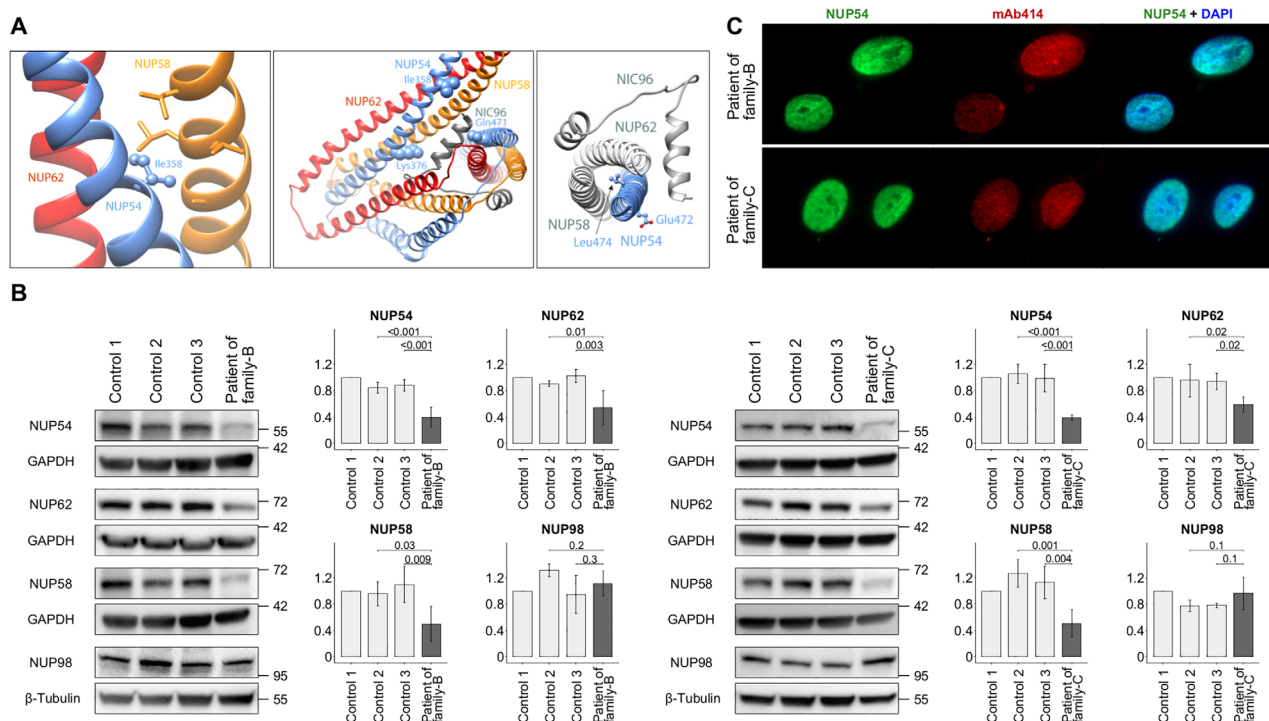 A
NUP58
Ile358
NUP62
NUP54
NUP54
Ile358
NUP58
NUP62
NIC96
Gln471
Lys376
NIC96
NUP62
NUP58
Glu472
Leu474
NUP54
C
NUP54
mAb414
NUP54 + DAPI
Patient of
family-B
Patient of
family-C
B
Control 1
Control 2
Control 3
Patient of
family-B
NUP54
55
42
GAPDH
NUP62
72
42
GAPDH
NUP58
72
42
GAPDH
NUP98
95
β-Tubulin
55
NUP54
<0.001
<0.001
1.2
0.8
0.4
0
Control 1
Control 2
Control 3
Patient of
family-B
NUP62
0.01
0.003
1.2
0.8
0.4
0
Control 1
Control 2
Control 3
Patient of
family-B
NUP58
0.03
0.009
1.2
0.8
0.4
0
Control 1
Control 2
Control 3
Patient of
family-B
NUP98
0.2
0.3
1.2
0.8
0.4
0
Control 1
Control 2
Control 3
Patient of
family-B
Control 1
Control 2
Control 3
Patient of
family-C
NUP54
55
42
GAPDH
NUP62
72
42
GAPDH
NUP58
72
42
GAPDH
NUP98
95
β-Tubulin
55
NUP54
<0.001
<0.001
1.2
0.8
0.4
0
Control 1
Control 2
Control 3
Patient of
family-C
NUP62
0.02
0.02
1.2
0.8
0.4
0
Control 1
Control 2
Control 3
Patient of
family-C
NUP58
0.001
0.004
1.2
0.8
0.4
0
Control 1
Control 2
Control 3
Patient of
family-C
NUP98
0.1
0.1
1.2
0.8
0.4
0
Control 1
Control 2
Control 3
Patient of
family-C